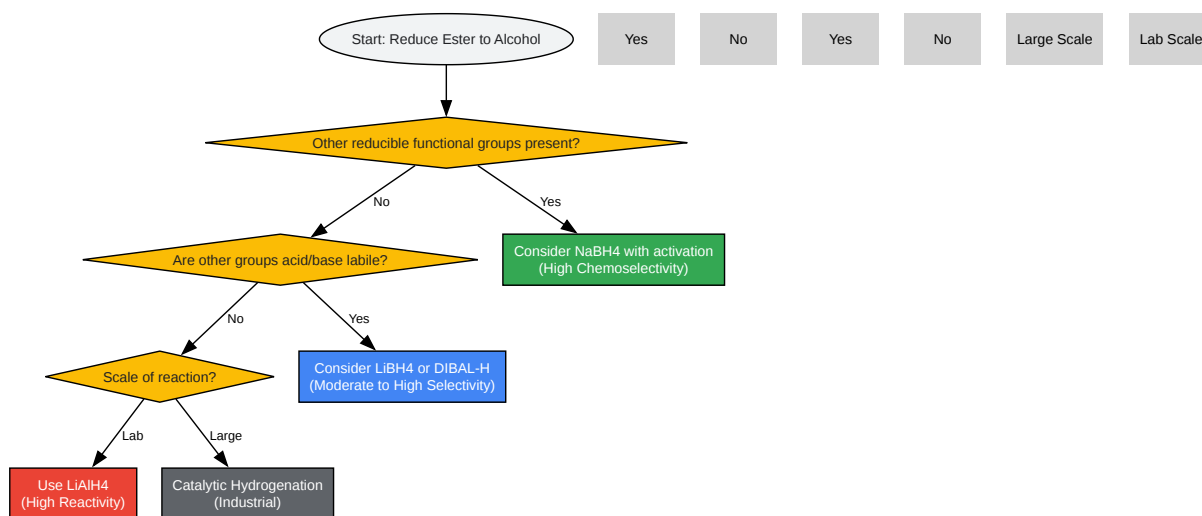 Start: Reduce Ester to Alcohol
Yes
No
Yes
No
Large Scale
Lab Scale
Other reducible functional groups present?
No
Yes
Are other groups acid/base labile?
Consider NaBH4 with activation
(High Chemoselectivity)
No
Yes
Scale of reaction?
Consider LiBH4 or DIBAL-H
(Moderate to High Selectivity)
Lab
Large
Use LiAlH4
(High Reactivity)
Catalytic Hydrogenation
(Industrial)